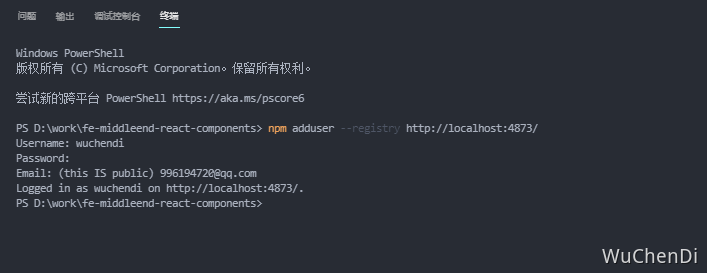 问题 输出 调试控制台 终端
Windows PowerShell
版权所有 (C) Microsoft Corporation。保留所有权利。
尝试新的跨平台 PowerShell https://aka.ms/pscore6
PS D:\work\fe-middleend-react-components> npm adduser --registry http://localhost:4873/
Username: wuchendi
Password:
Email: (this IS public) 996194720@qq.com
Logged in as wuchendi on http://localhost:4873/.
PS D:\work\fe-middleend-react-components>
WuChenDi